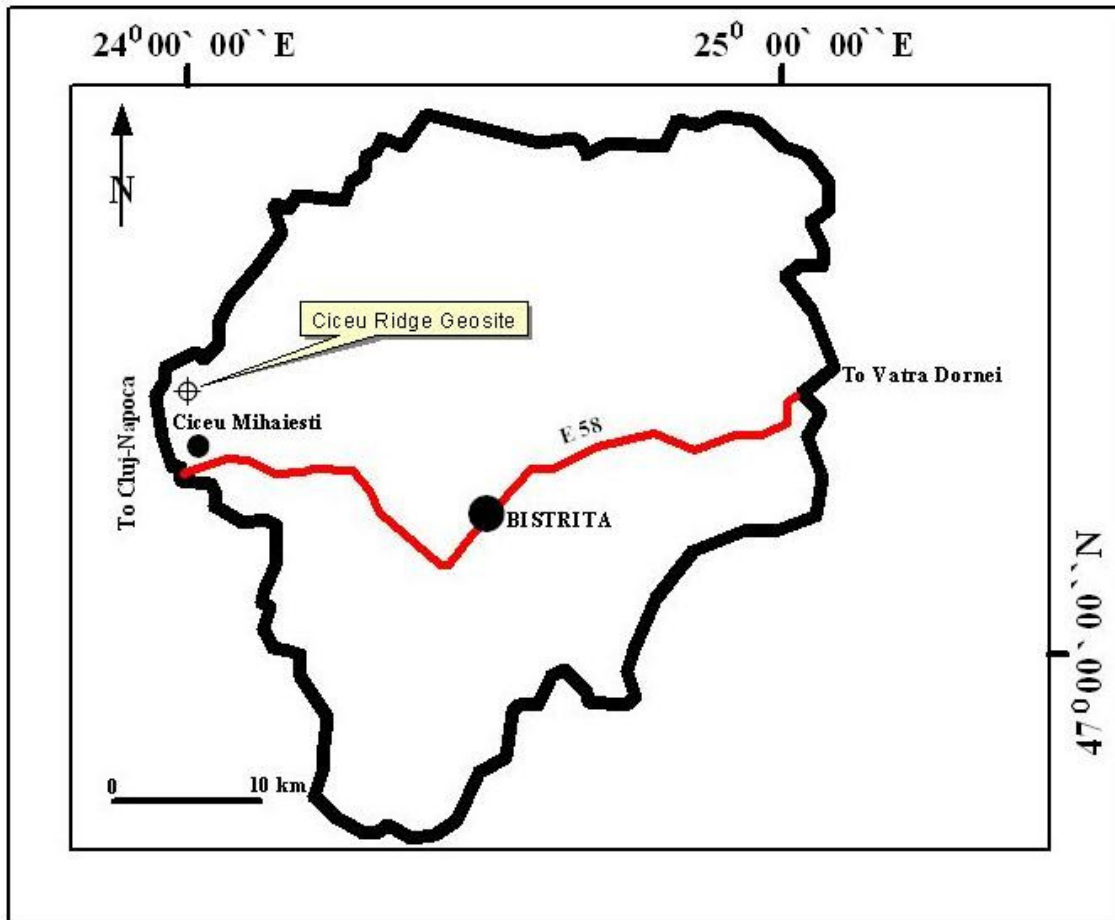 24⁰ 00` 00`` E
25⁰ 00` 00`` E
N
Ciceu Ridge Geosite
To Vatra Dornei
Ciceu Mihaiesti
E 58
To Cluj-Napoca
BISTRITA
47⁰00`00``N
0 10 km